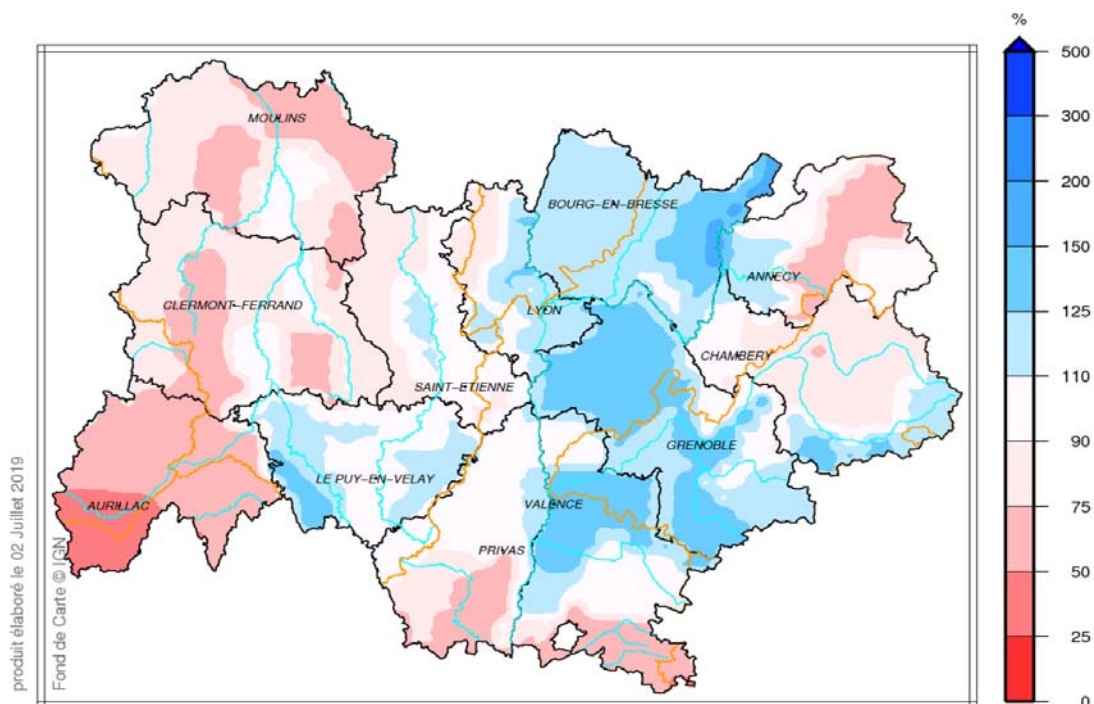 %
500
300
200
150
125
110
90
75
50
25
0
MOULINS
BOURG-EN-BRESSE
ANNECY
CLERMONT-FERRAND
LYON
CHAMBERY
SAINT-ETIENNE
GRENOBLE
LE PUY-EN-VELAY
AURILLAC
VALENCE
PRIVAS
produit élaboré le 02 Juillet 2019
Fond de Carte © IGN